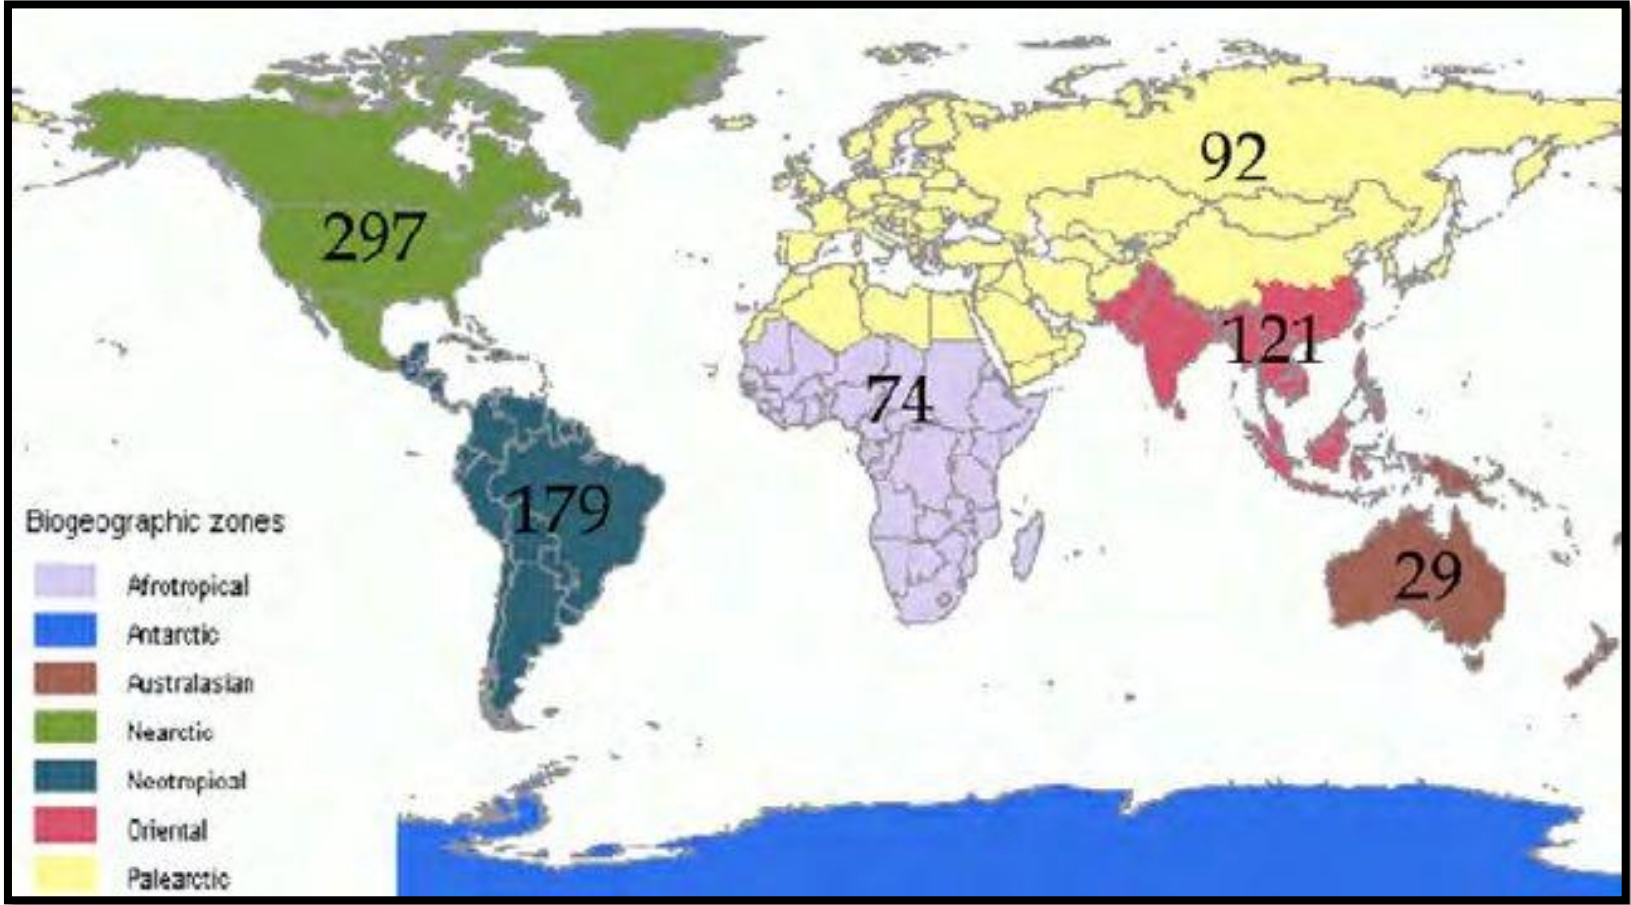 92
297
121
74
179
29
Biogeographic zones
Afrotropical
Antarctic
Australasian
Nearctic
Neotropical
Oriental
Palearctic